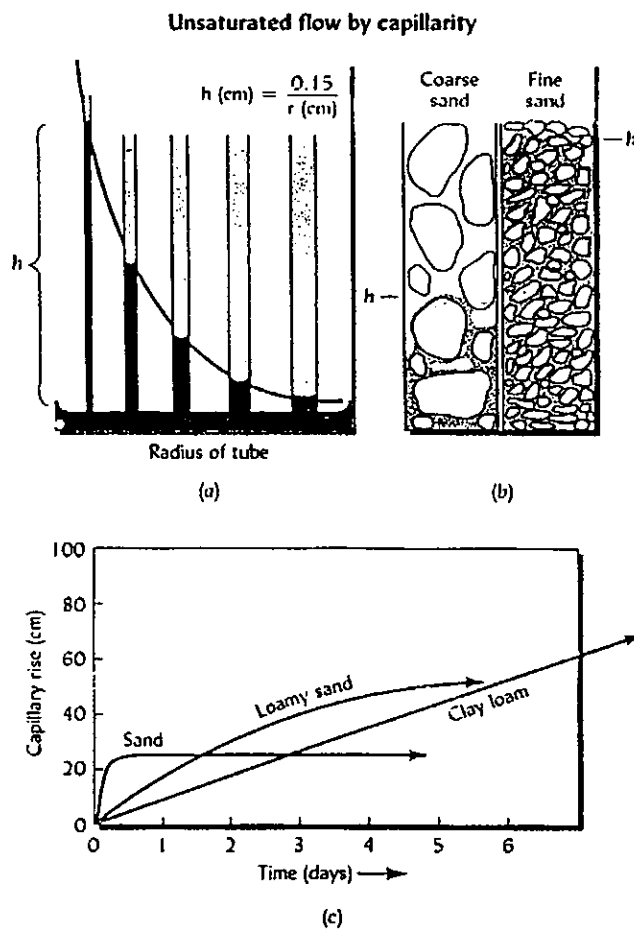 Unsaturated flow by capillarity
h (cm) = 0.15 / r (cm)
h
Radius of tube
(a)
Coarse sand
Fine sand
h
h
(b)
100
80
60
40
20
0
Capillary rise (cm)
Sand
Loamy sand
Clay loam
0 1 2 3 4 5 6
Time (days)
(c)